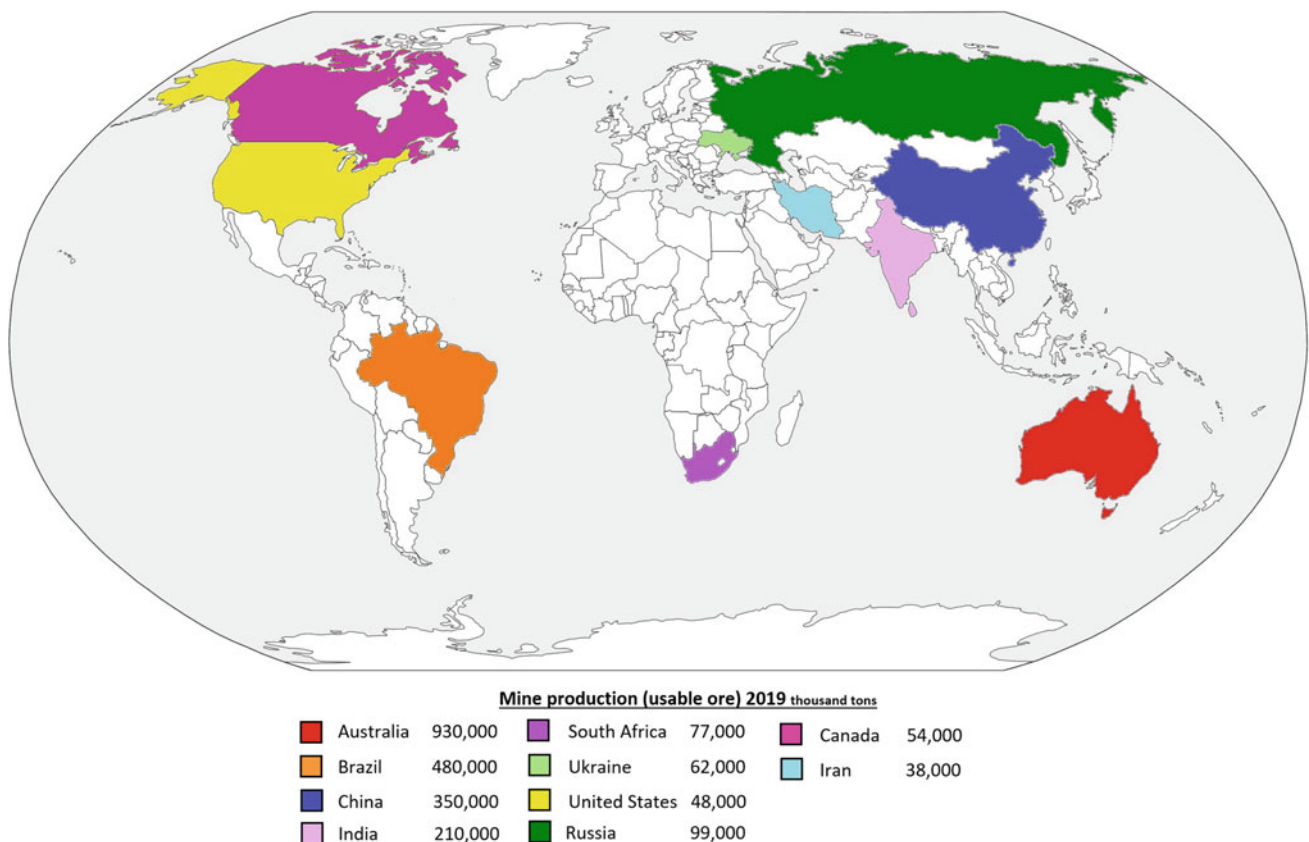 Mine production (usable ore) 2019 thousand tons
Australia 930,000
Brazil 480,000
China 350,000
India 210,000
South Africa 77,000
Ukraine 62,000
United States 48,000
Russia 99,000
Canada 54,000
Iran 38,000